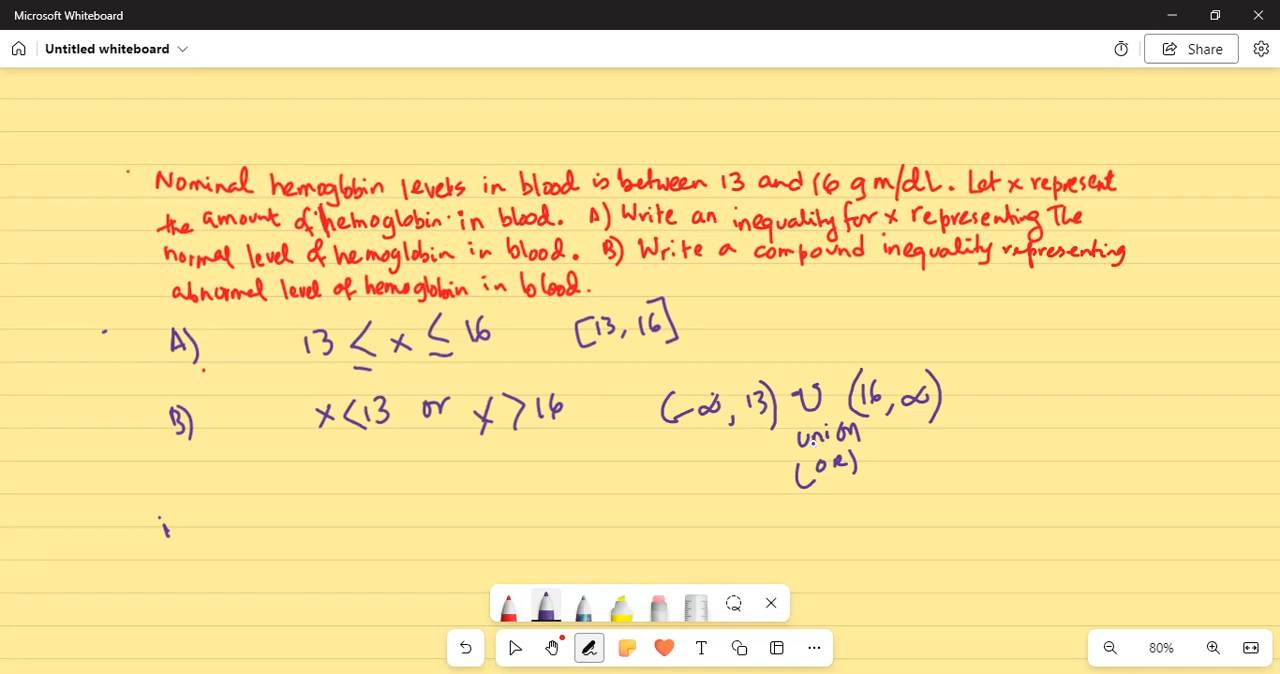 Microsoft Whiteboard
Untitled whiteboard
Share
Nominal hemoglobin levels in blood is between 13 and 16 gm/dL. Let x represent
the amount of hemoglobin in blood. A) Write an inequality for x representing The
normal level of hemoglobin in blood. B) Write a compound inequality representing
abnormal level of hemoglobin in blood.
A) 13 ≤ x ≤ 16 [13, 16]
B) x < 13 or x > 16 (-∞, 13) ∪ (16, ∞)
union
(OR)
i
T
80%